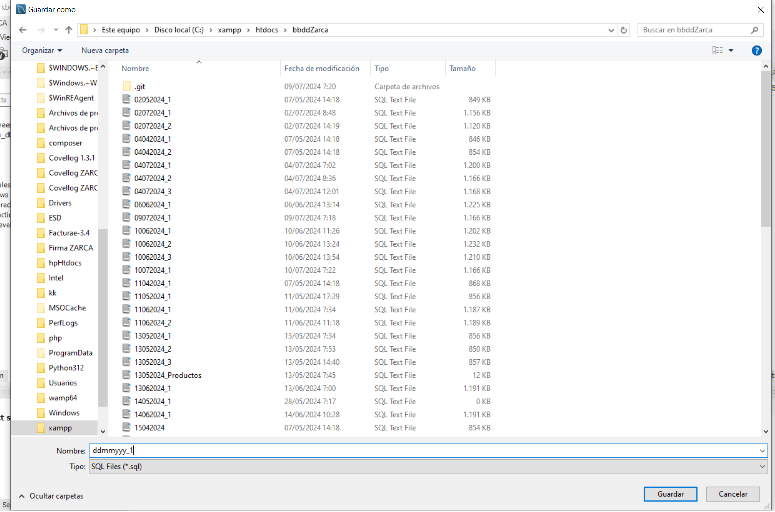 Guardar como
Este equipo > Disco local (C:) > xampp > htdocs > bbddZarca
Buscar en bbddZarca
Organizar
Nueva carpeta
Nombre Fecha de modificación Tipo Tamaño
$WINDOWS.~B
$Windows.~W
$WinREAgent
Archivos de pro
Archivos de pro
composer
Covellog 1.3.1
Covellog ZARC
Covellog ZARC
Drivers
ESD
Facturae-3.4
Firma ZARCA
hpHtdocs
Intel
kk
MSOCache
PerfLogs
php
ProgramData
Python312
Usuarios
wamp64
Windows
xampp
.git 09/07/2024 7:20 Carpeta de archivos
02052024_1 07/05/2024 14:18 SQL Text File 849 KB
02072024_1 02/07/2024 8:48 SQL Text File 1.156 KB
02072024_2 02/07/2024 14:19 SQL Text File 1.120 KB
04042024_1 07/05/2024 14:18 SQL Text File 846 KB
04042024_2 07/05/2024 14:18 SQL Text File 854 KB
04072024_1 04/07/2024 7:02 SQL Text File 1.200 KB
04072024_2 04/07/2024 8:36 SQL Text File 1.166 KB
04072024_3 04/07/2024 12:01 SQL Text File 1.168 KB
06062024_1 06/06/2024 13:14 SQL Text File 1.225 KB
09072024_1 09/07/2024 7:18 SQL Text File 1.166 KB
10062024_1 10/06/2024 11:26 SQL Text File 1.202 KB
10062024_2 10/06/2024 13:24 SQL Text File 1.232 KB
10062024_3 10/06/2024 13:54 SQL Text File 1.210 KB
10072024_1 10/07/2024 7:22 SQL Text File 1.166 KB
11042024_1 07/05/2024 14:18 SQL Text File 868 KB
11052024_1 11/05/2024 17:29 SQL Text File 856 KB
11062024_1 11/06/2024 7:34 SQL Text File 1.187 KB
11062024_2 11/06/2024 11:18 SQL Text File 1.189 KB
13052024_1 13/05/2024 7:34 SQL Text File 856 KB
13052024_2 13/05/2024 7:53 SQL Text File 850 KB
13052024_3 13/05/2024 14:40 SQL Text File 857 KB
13052024_Productos 13/05/2024 7:45 SQL Text File 12 KB
13062024_1 13/06/2024 7:00 SQL Text File 1.191 KB
14052024_1 28/05/2024 7:17 SQL Text File 0 KB
14062024_1 14/06/2024 10:28 SQL Text File 1.191 KB
15042024 07/05/2024 14:18 SQL Text File 854 KB
Nombre: ddmmyyy_1
Tipo: SQL Files (*.sql)
Ocultar carpetas
Guardar
Cancelar